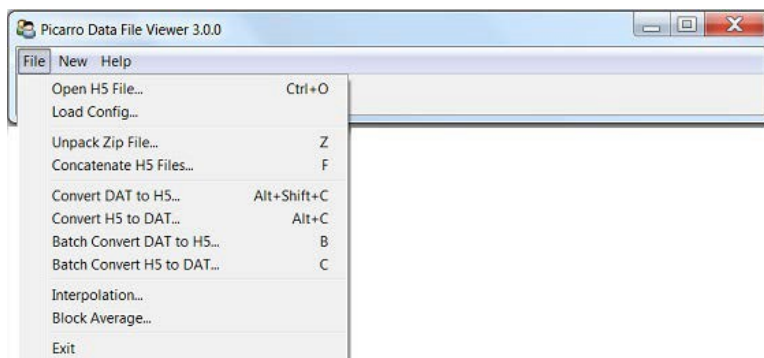 Picarro Data File Viewer 3.0.0
File New Help
Open H5 File... Ctrl+O
Load Config...
Unpack Zip File... Z
Concatenate H5 Files... F
Convert DAT to H5... Alt+Shift+C
Convert H5 to DAT... Alt+C
Batch Convert DAT to H5... B
Batch Convert H5 to DAT... C
Interpolation...
Block Average...
Exit